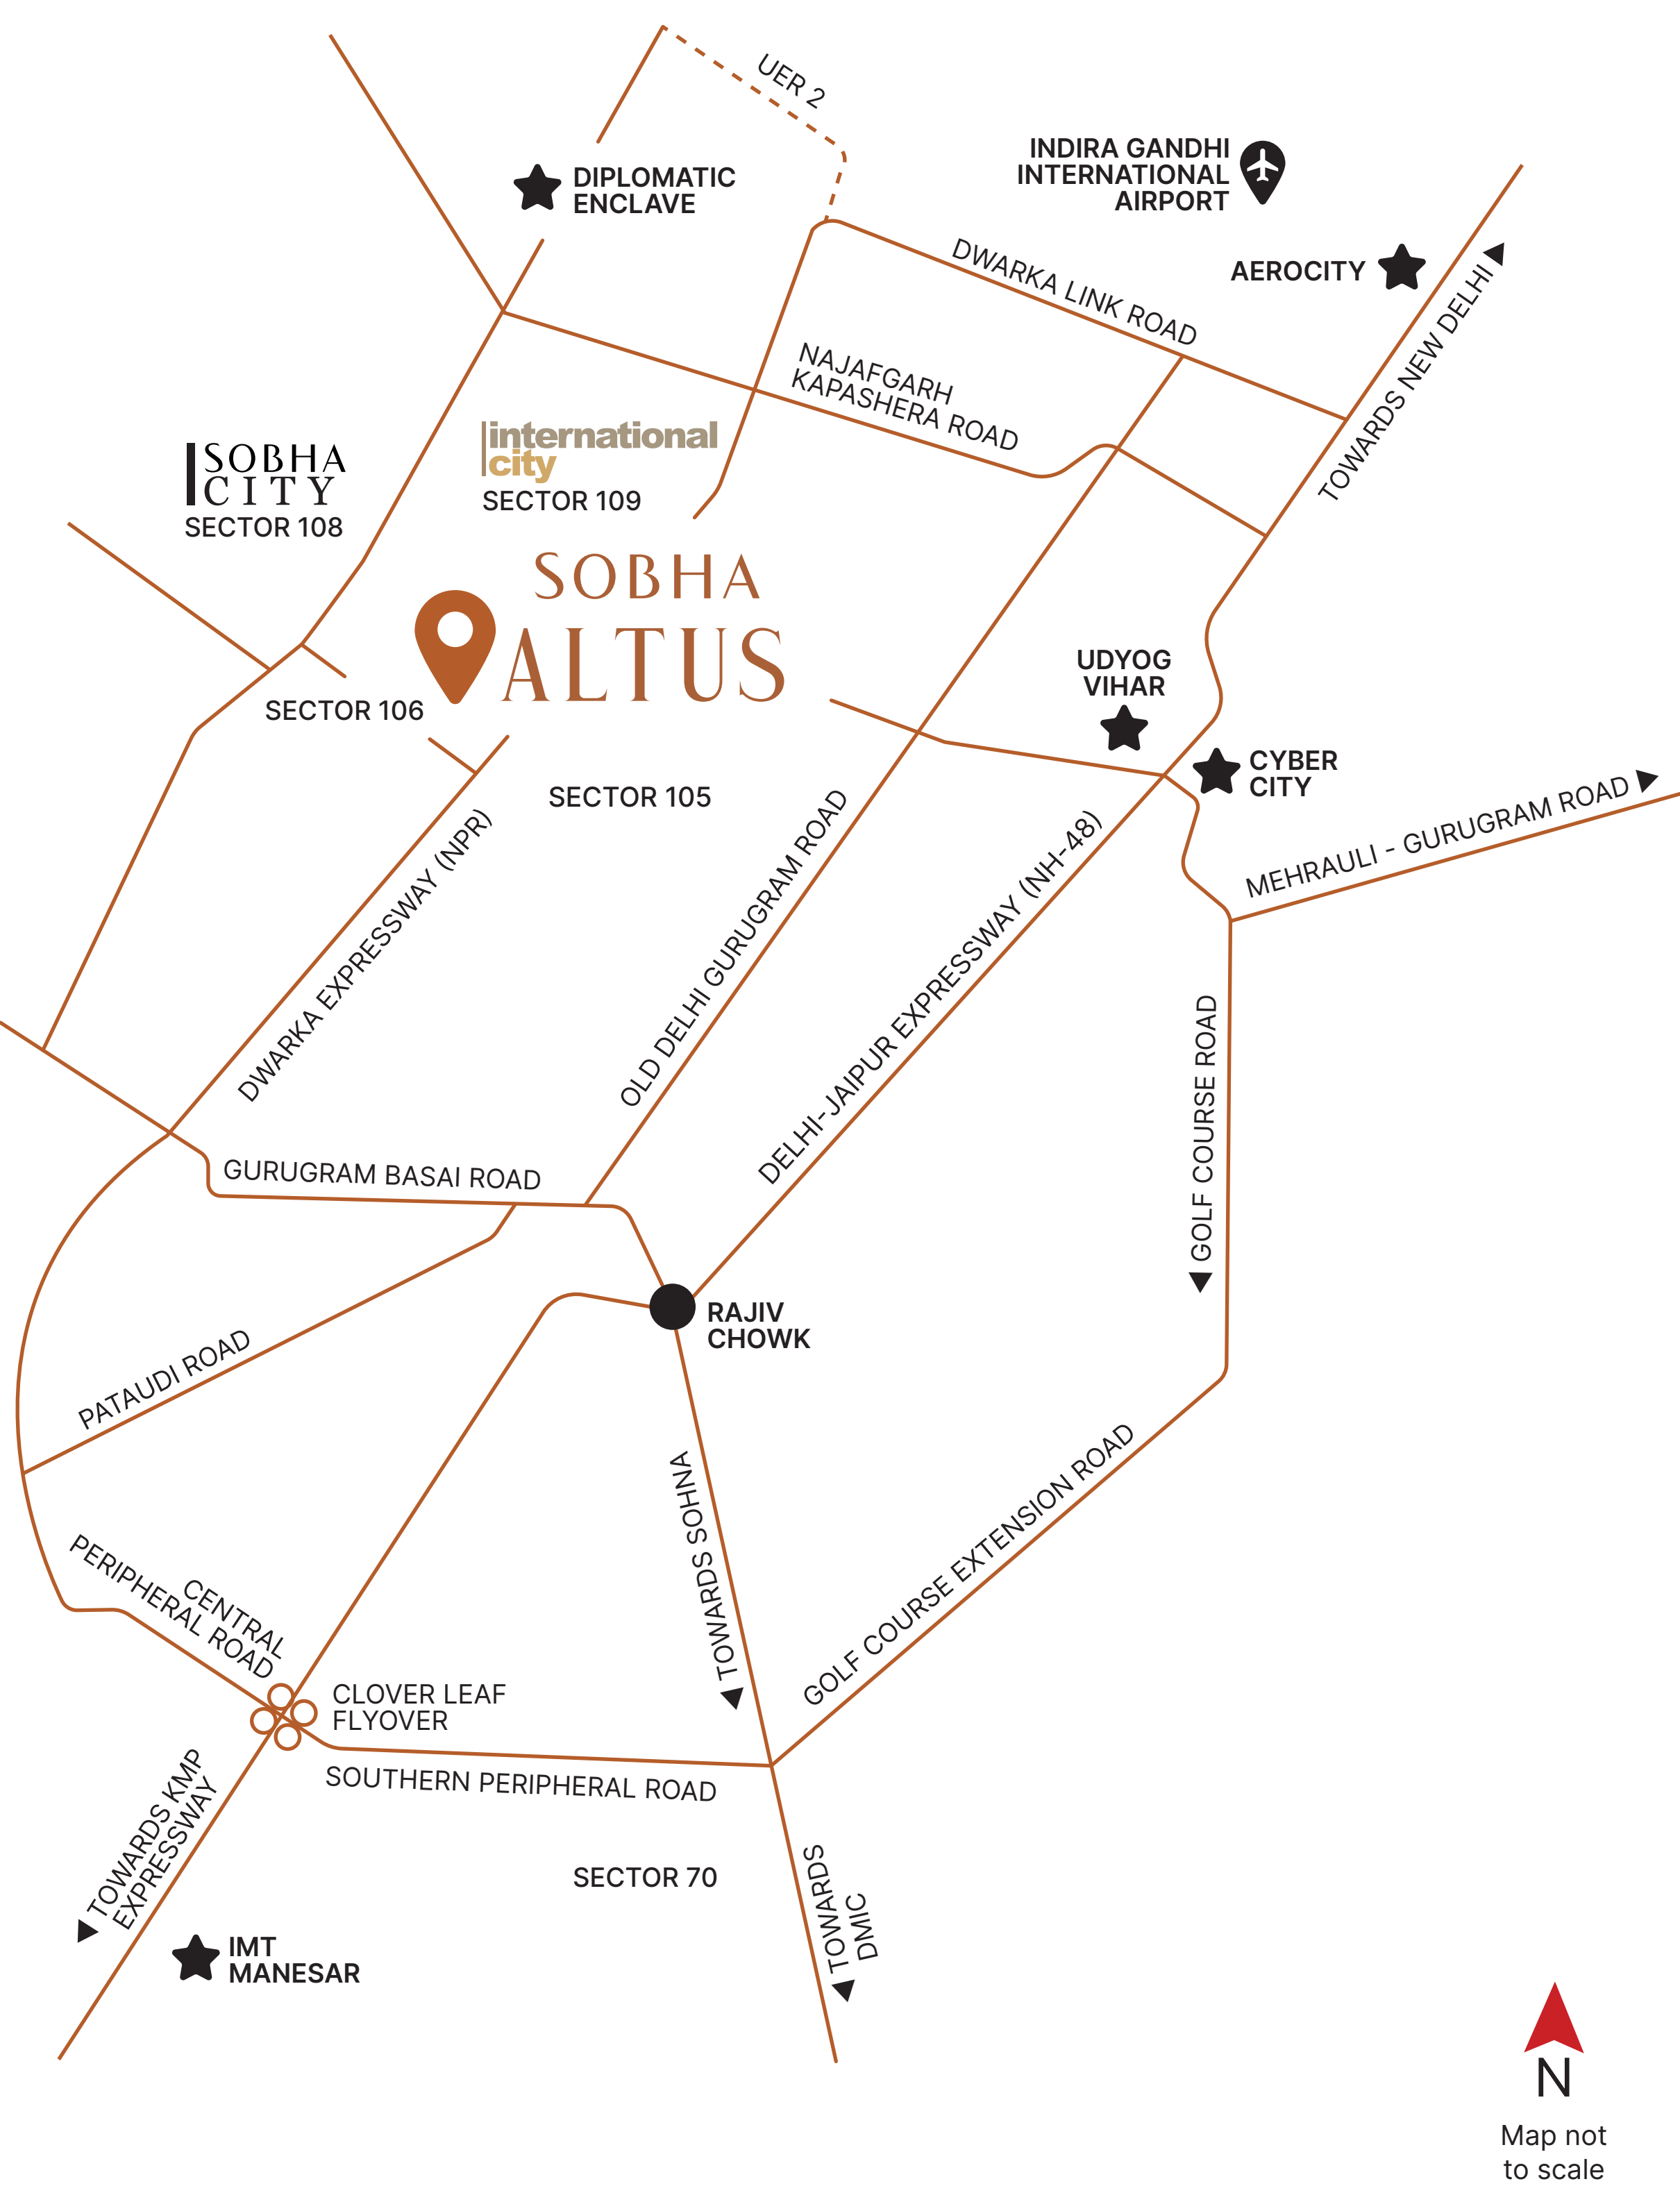 UER 2
DIPLOMATIC
ENCLAVE
INDIRA GANDHI
INTERNATIONAL
AIRPORT
AEROCITY
DWARKA LINK ROAD
TOWARDS NEW DELHI
NAJAFGARH
KAPASHERA ROAD
international
city
SECTOR 109
SOBHA
CITY
SECTOR 108
SOBHA
ALTUS
SECTOR 106
SECTOR 105
UDYOG
VIHAR
CYBER
CITY
MEHRAULI - GURUGRAM ROAD
DWARKA EXPRESSWAY (NPR)
OLD DELHI GURUGRAM ROAD
DELHI-JAIPUR EXPRESSWAY (NH-48)
GOLF COURSE ROAD
GURUGRAM BASAI ROAD
RAJIV
CHOWK
PATAUDI ROAD
TOWARDS SOHNA
GOLF COURSE EXTENSION ROAD
CENTRAL
PERIPHERAL ROAD
CLOVER LEAF
FLYOVER
SOUTHERN PERIPHERAL ROAD
TOWARDS KMP
EXPRESSWAY
SECTOR 70
TOWARDS
DMIC
IMT
MANESAR
N
Map not
to scale